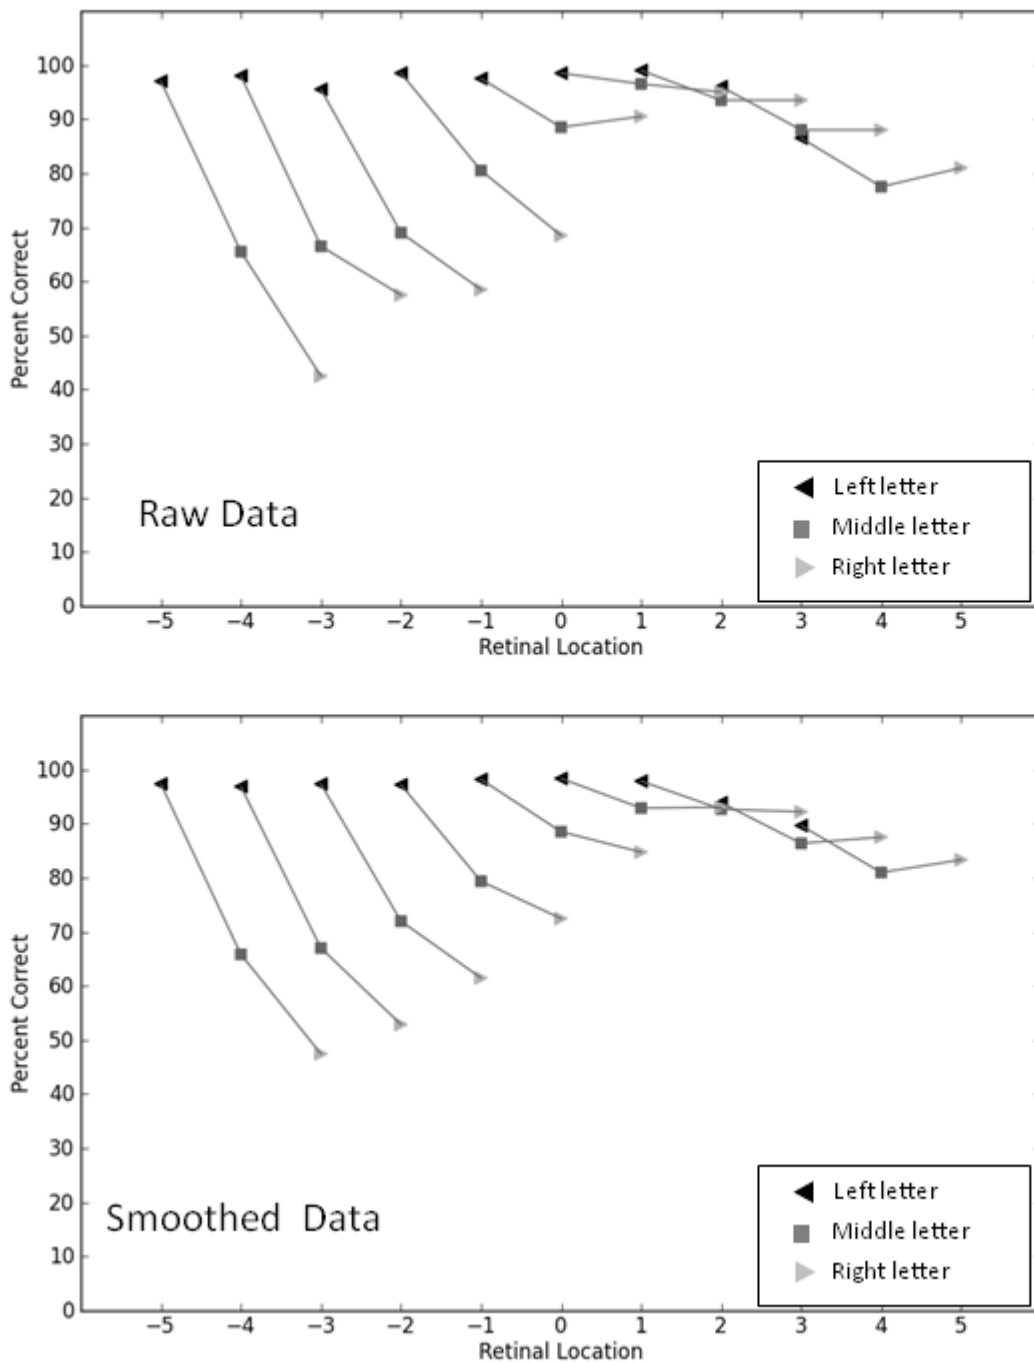 100
90
80
70
60
50
40
30
20
10
0
Percent Correct
Raw Data
Left letter
Middle letter
Right letter
−5 −4 −3 −2 −1 0 1 2 3 4 5
Retinal Location
100
90
80
70
60
50
40
30
20
10
0
Percent Correct
Smoothed Data
Left letter
Middle letter
Right letter
−5 −4 −3 −2 −1 0 1 2 3 4 5
Retinal Location